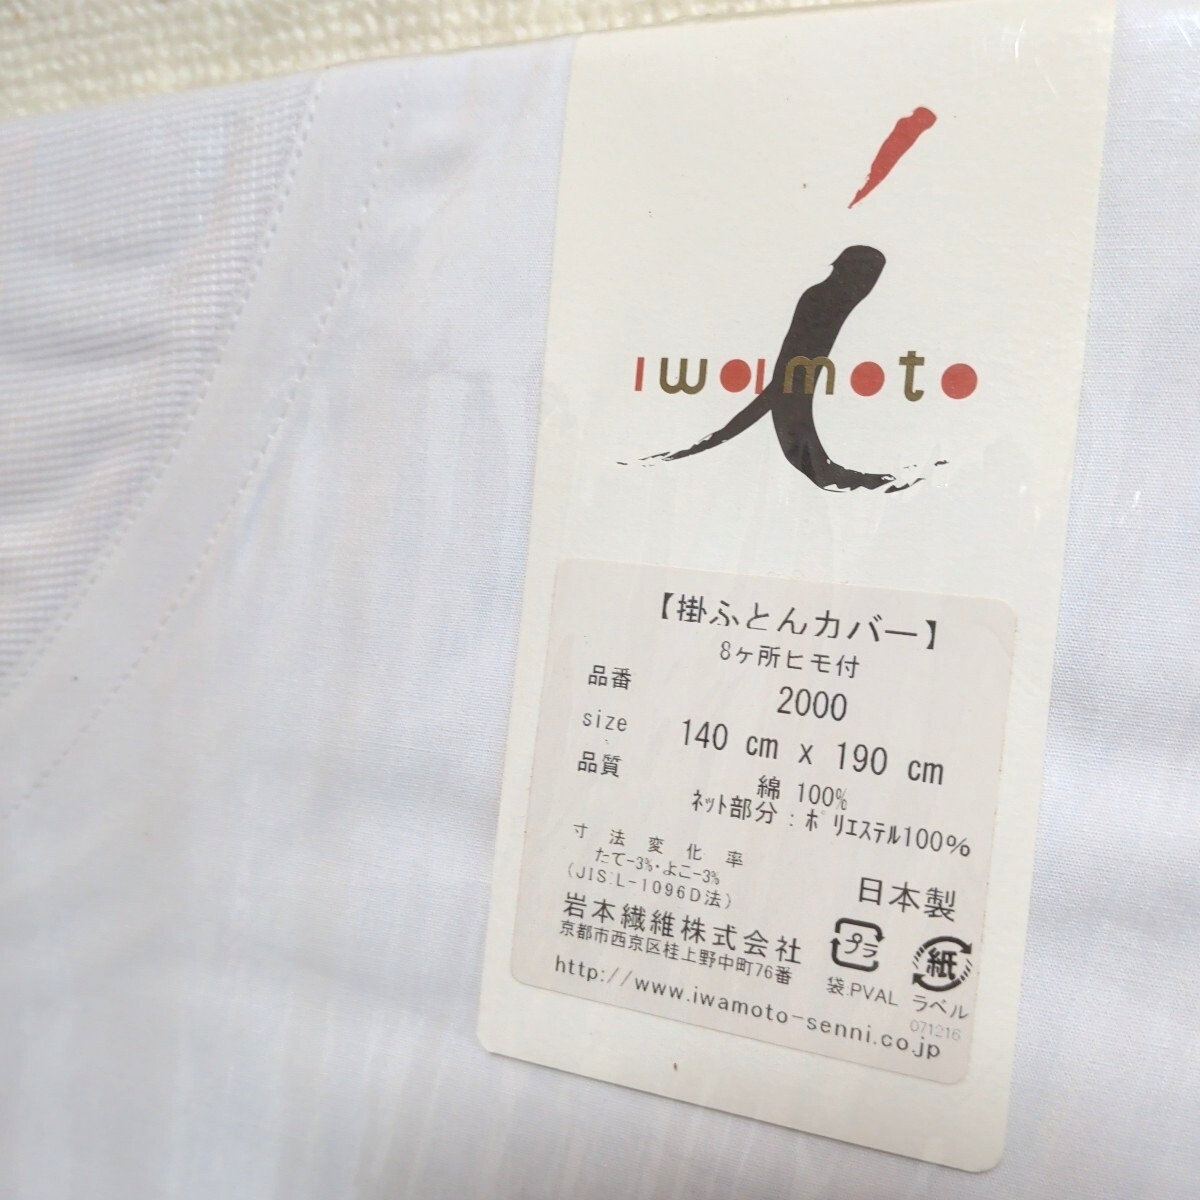 iwamoto
【掛ふとんカバー】
8ヶ所ヒモ付
品番 2000
size 140 cm x 190 cm
品質 綿 100%
ネット部分：ポリエステル100%
寸法変化率
たて-3%・よこ-3%
(JIS:L-1096D法)
日本製
岩本繊維株式会社
京都市西京区桂上野中町76番
http://www.iwamoto-senni.co.jp
プラ
袋:PVAL
紙
ラベル
071216